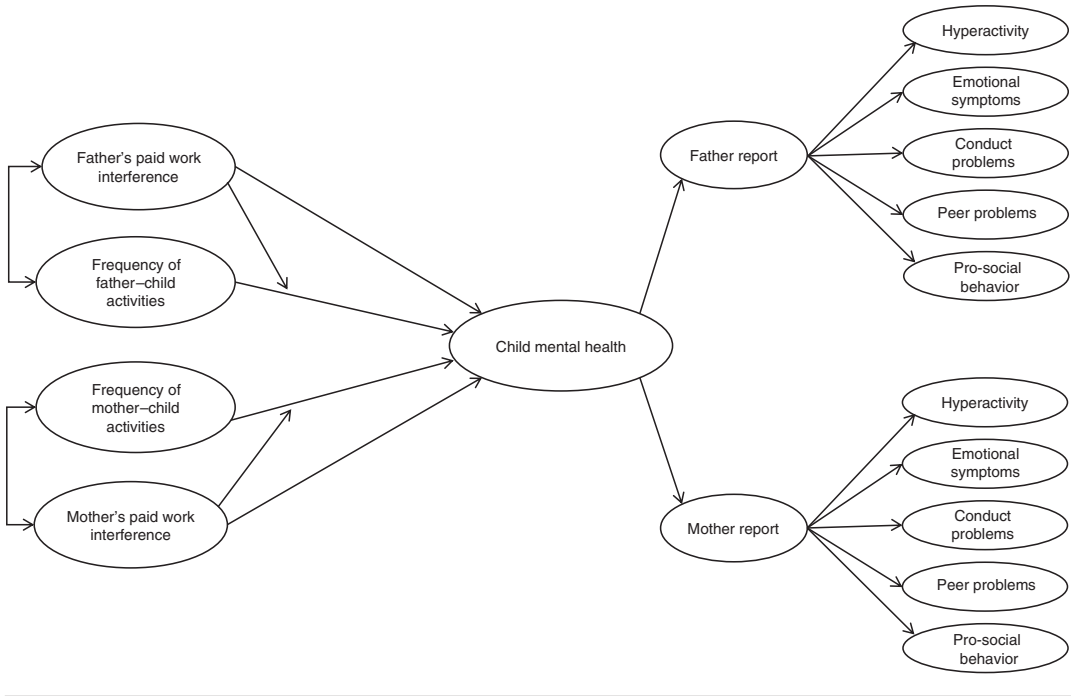 Father's paid work
interference
Frequency of
father–child
activities
Frequency of
mother–child
activities
Mother's paid work
interference
Child mental health
Father report
Hyperactivity
Emotional
symptoms
Conduct
problems
Peer problems
Pro-social
behavior
Mother report
Hyperactivity
Emotional
symptoms
Conduct
problems
Peer problems
Pro-social
behavior